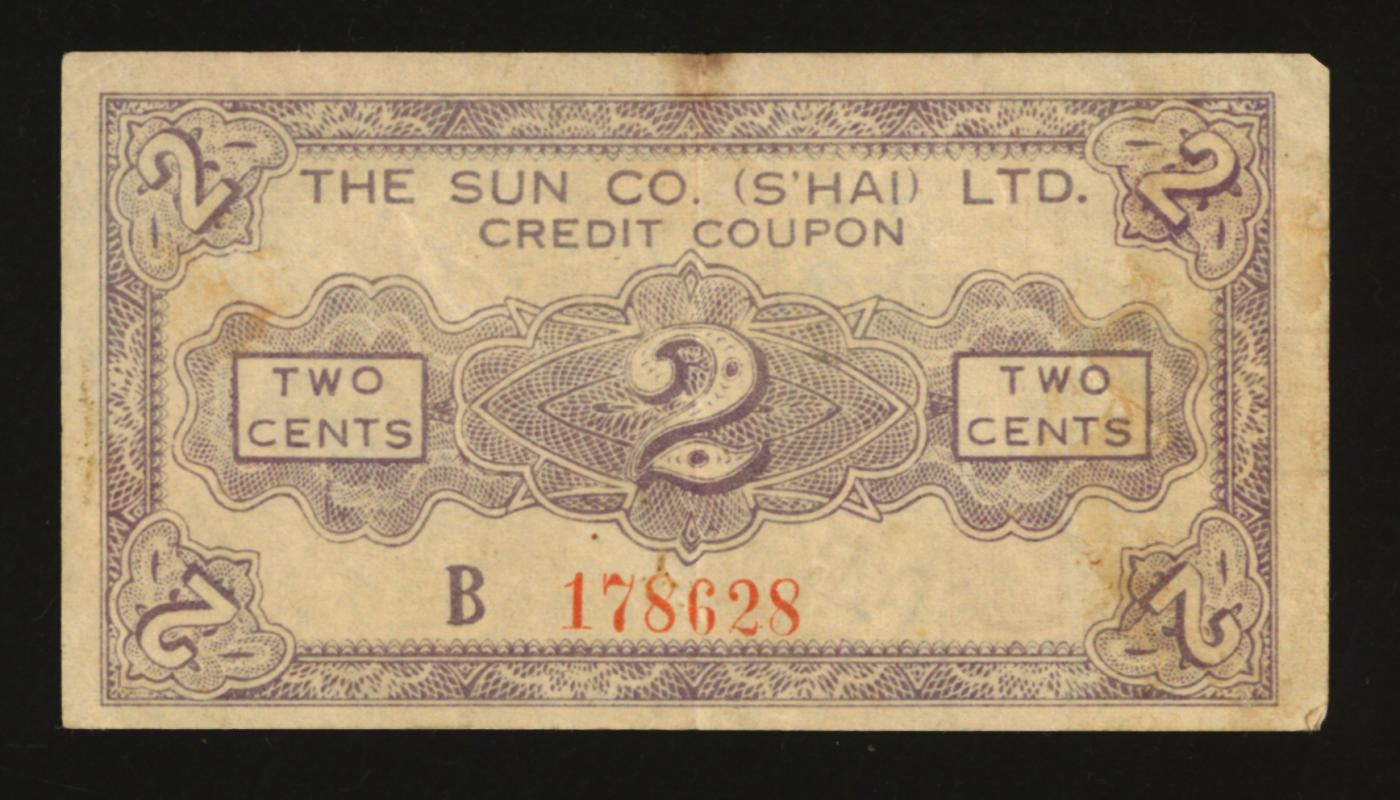 2 2
THE SUN CO. (S'HAI) LTD.
CREDIT COUPON
2
TWO
CENTS
TWO
CENTS
B 178628
2 2